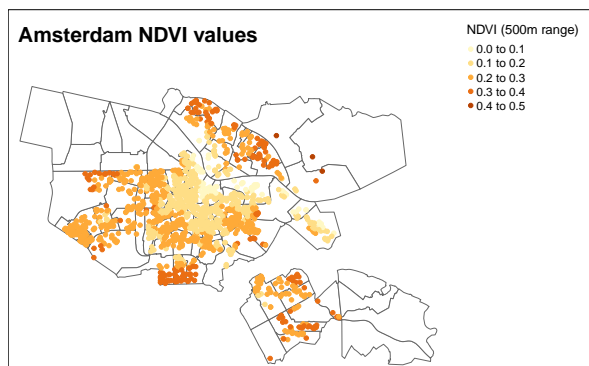 Amsterdam NDVI values
NDVI (500m range)
0.0 to 0.1
0.1 to 0.2
0.2 to 0.3
0.3 to 0.4
0.4 to 0.5